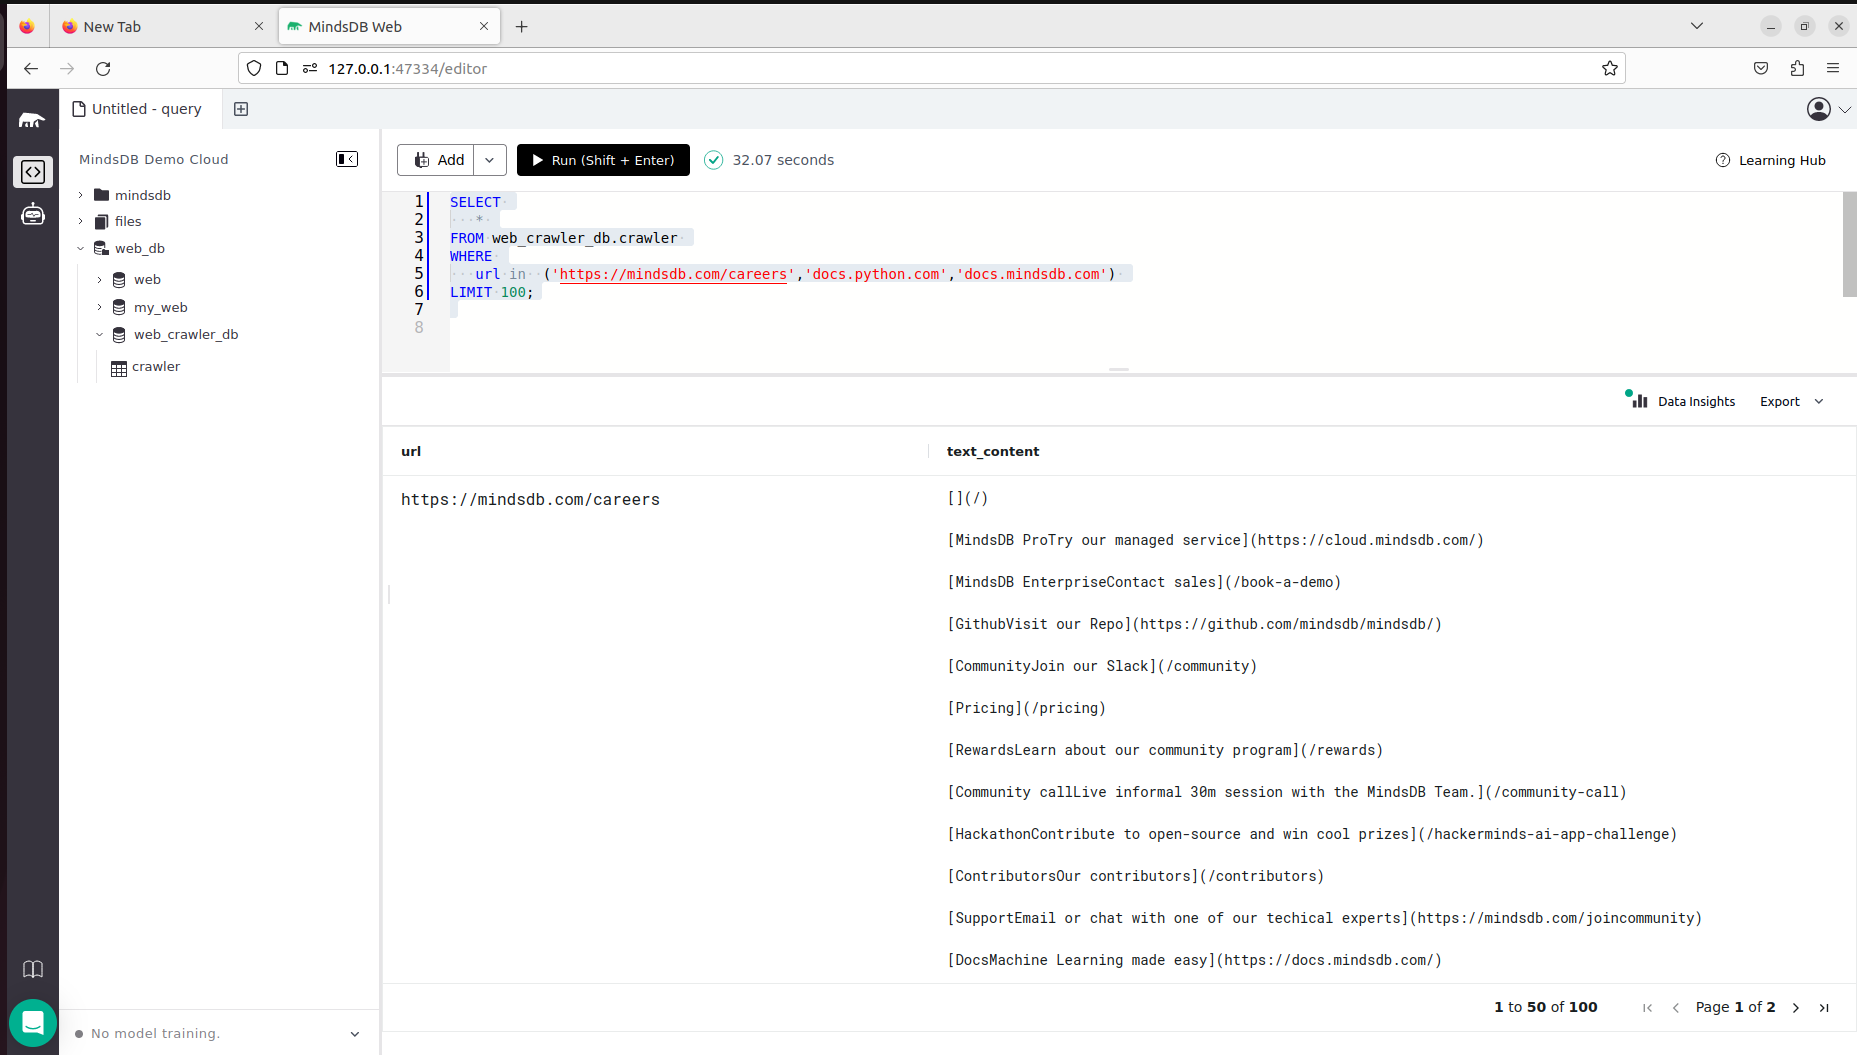 New Tab
MindsDB Web
127.0.0.1:47334/editor
Untitled - query
MindsDB Demo Cloud
mindsdb
files
web_db
web
my_web
web_crawler_db
crawler
Add
Run (Shift + Enter)
32.07 seconds
Learning Hub
1 SELECT
2 *
3 FROM web_crawler_db.crawler
4 WHERE
5 url in ('https://mindsdb.com/careers','docs.python.com','docs.mindsdb.com')
6 LIMIT 100;
7
8
Data Insights
Export
url text_content
https://mindsdb.com/careers
[](/)
[MindsDB ProTry our managed service](https://cloud.mindsdb.com/)
[MindsDB EnterpriseContact sales](/book-a-demo)
[GithubVisit our Repo](https://github.com/mindsdb/mindsdb/)
[CommunityJoin our Slack](/community)
[Pricing](/pricing)
[RewardsLearn about our community program](/rewards)
[Community callLive informal 30m session with the MindsDB Team.](/community-call)
[HackathonContribute to open-source and win cool prizes](/hackerminds-ai-app-challenge)
[ContributorsOur contributors](/contributors)
[SupportEmail or chat with one of our techical experts](https://mindsdb.com/joincommunity)
[DocsMachine Learning made easy](https://docs.mindsdb.com/)
1 to 50 of 100
Page 1 of 2
No model training.